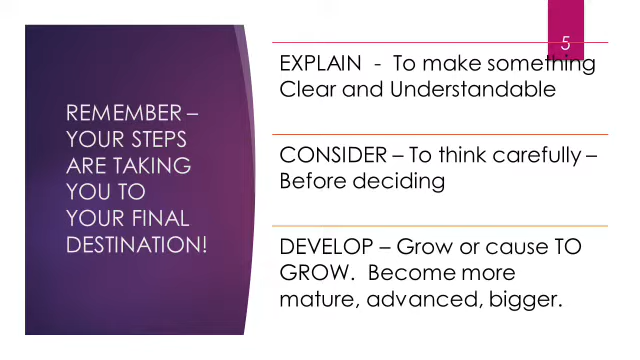 REMEMBER –
YOUR STEPS
ARE TAKING
YOU TO
YOUR FINAL
DESTINATION!
5
EXPLAIN - To make something
Clear and Understandable
CONSIDER – To think carefully –
Before deciding
DEVELOP – Grow or cause TO
GROW. Become more
mature, advanced, bigger.